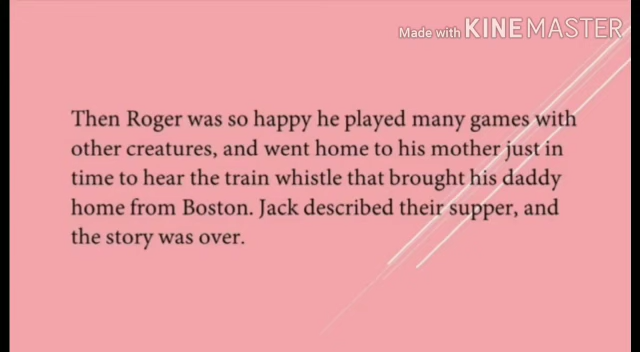 Made with KINEMASTER
Then Roger was so happy he played many games with
other creatures, and went home to his mother just in
time to hear the train whistle that brought his daddy
home from Boston. Jack described their supper, and
the story was over.